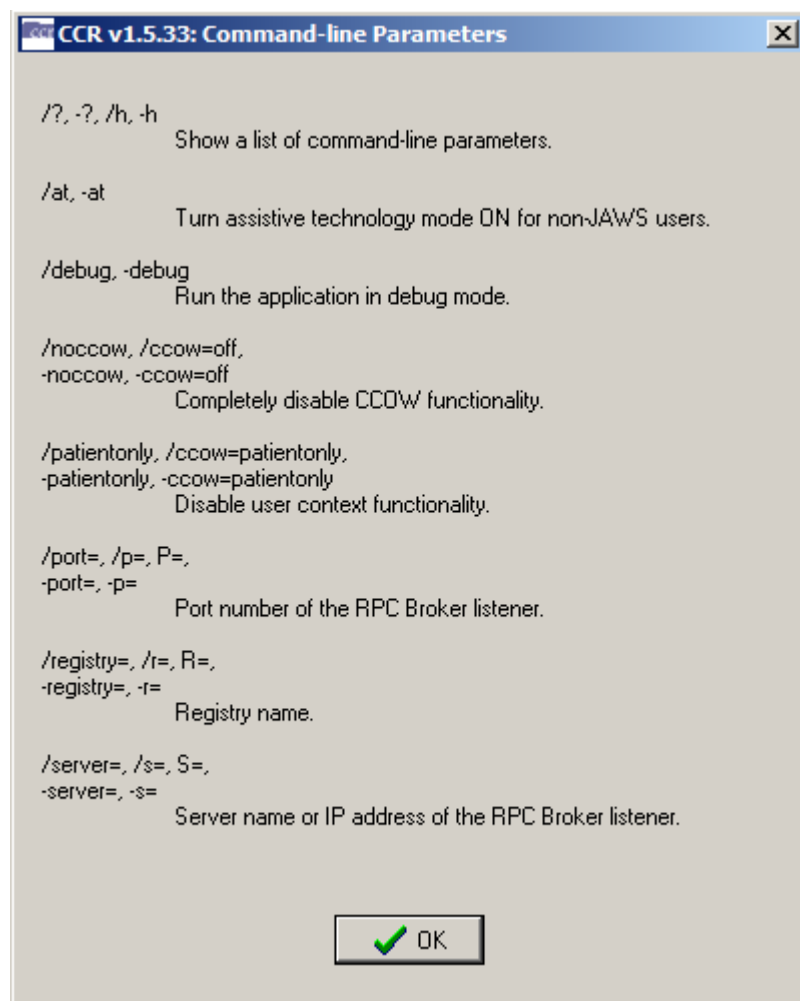 CCR v1.5.33: Command-line Parameters
/?, -?, /h, -h
Show a list of command-line parameters.
/at, -at
Turn assistive technology mode ON for non-JAWS users.
/debug, -debug
Run the application in debug mode.
/noccow, /ccow=off,
-noccow, -ccow=off
Completely disable CCOW functionality.
/patientonly, /ccow=patientonly,
-patientonly, -ccow=patientonly
Disable user context functionality.
/port=, /p=, P=,
-port=, -p=
Port number of the RPC Broker listener.
/registry=, /r=, R=,
-registry=, -r=
Registry name.
/server=, /s=, S=,
-server=, -s=
Server name or IP address of the RPC Broker listener.
OK